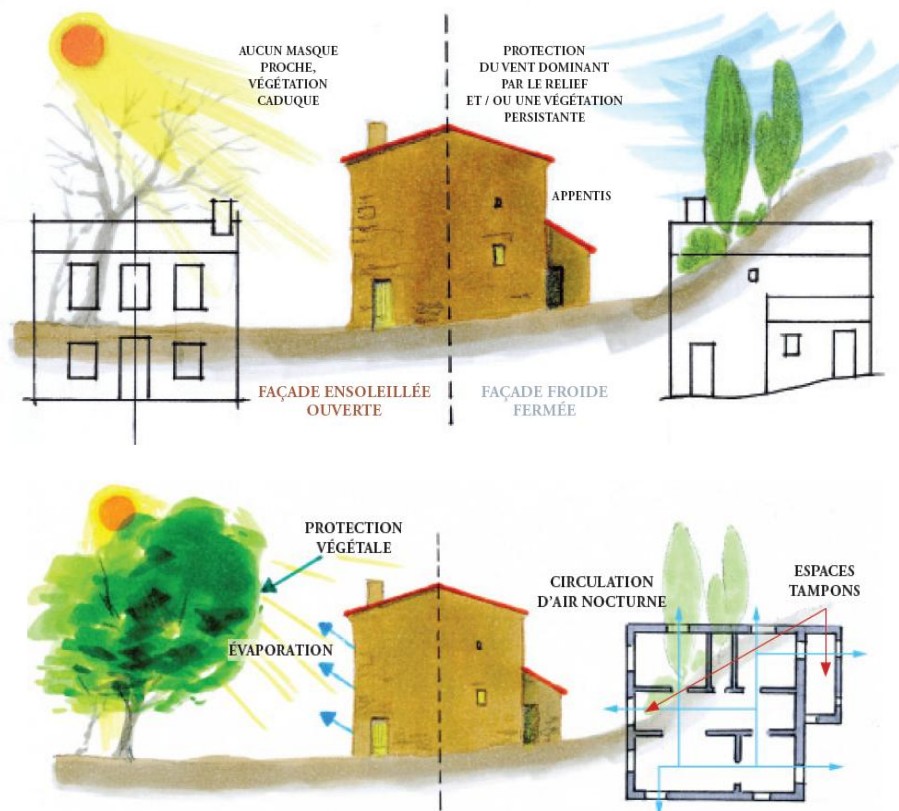 AUCUN MASQUE
PROCHE,
VÉGÉTATION
CADUQUE
PROTECTION
DU VENT DOMINANT
PAR LE RELIEF
ET / OU UNE VÉGÉTATION
PERSISTANTE
APPENTIS
FAÇADE ENSOLEILLÉE
OUVERTE
FAÇADE FROIDE
FERMÉE
PROTECTION
VÉGÉTALE
ÉVAPORATION
CIRCULATION
D'AIR NOCTURNE
ESPACES
TAMPONS